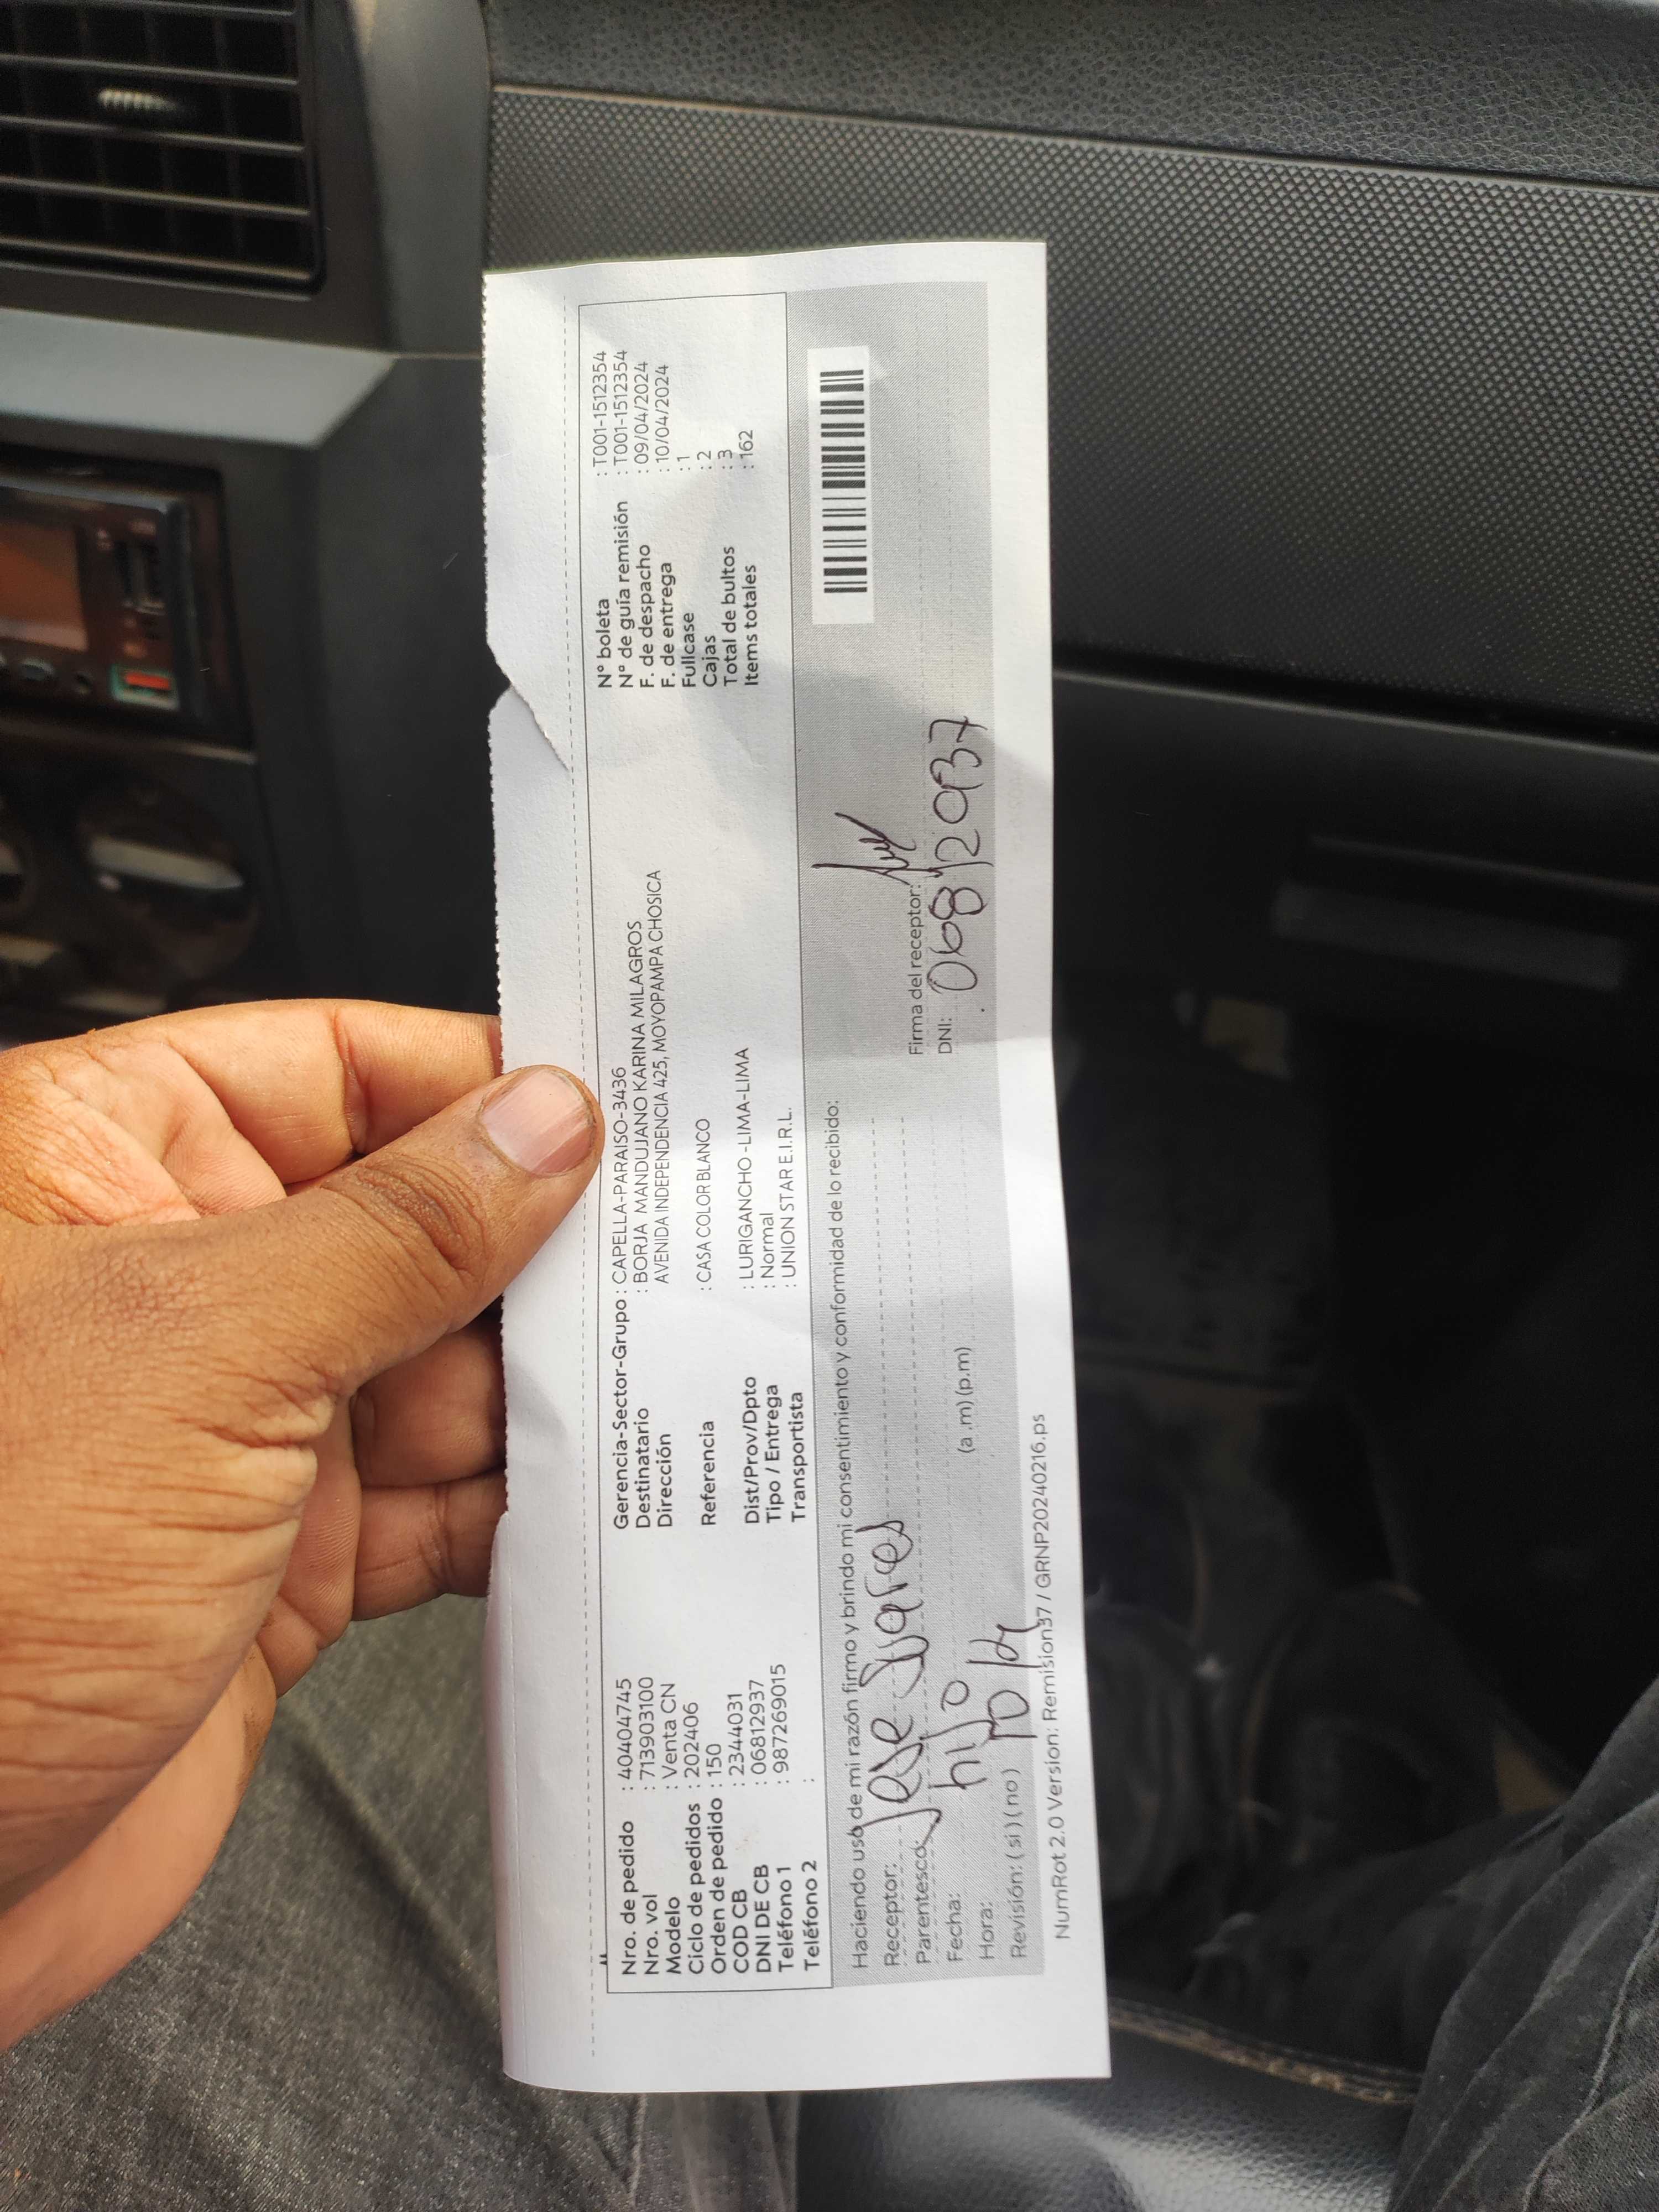 Nro. de pedido : 40404745
Nro. vol : 713903100
Modelo : Venta CN
Ciclo de pedidos : 202406
Orden de pedido : 150
COD CB : 2344031
DNI DE CB : 06812937
Teléfono 1 : 987269015
Teléfono 2 :
Gerencia-Sector-Grupo : CAPELLA-PARAISO-3436
Destinatario : BORJA MANDUJANO KARINA MILAGROS
Dirección AVENIDA INDEPENDENCIA 425, MOYOPAMPA CHOSICA
Referencia : CASA COLOR BLANCO
Dist/Prov/Dpto : LURIGANCHO -LIMA-LIMA
Tipo / Entrega : Normal
Transportista : UNION STAR E.I.R.L.
N° boleta : T001-1512354
N° de guía remisión : T001-1512354
F. de despacho : 09/04/2024
F. de entrega : 10/04/2024
Fullcase : 1
Cajas : 2
Total de bultos : 3
Items totales : 162
Haciendo uso de mi razón firmo y brindo mi consentimiento y conformidad de lo recibido:
Receptor: Jose
Parentesco: hijo
Fecha: 10/4
Hora: (a .m) (p.m)
Revisión: ( si ) ( no )
Firma del receptor:
DNI: 06812937
NumRot 2.0 Version: Remision37 / GRNP20240216.ps